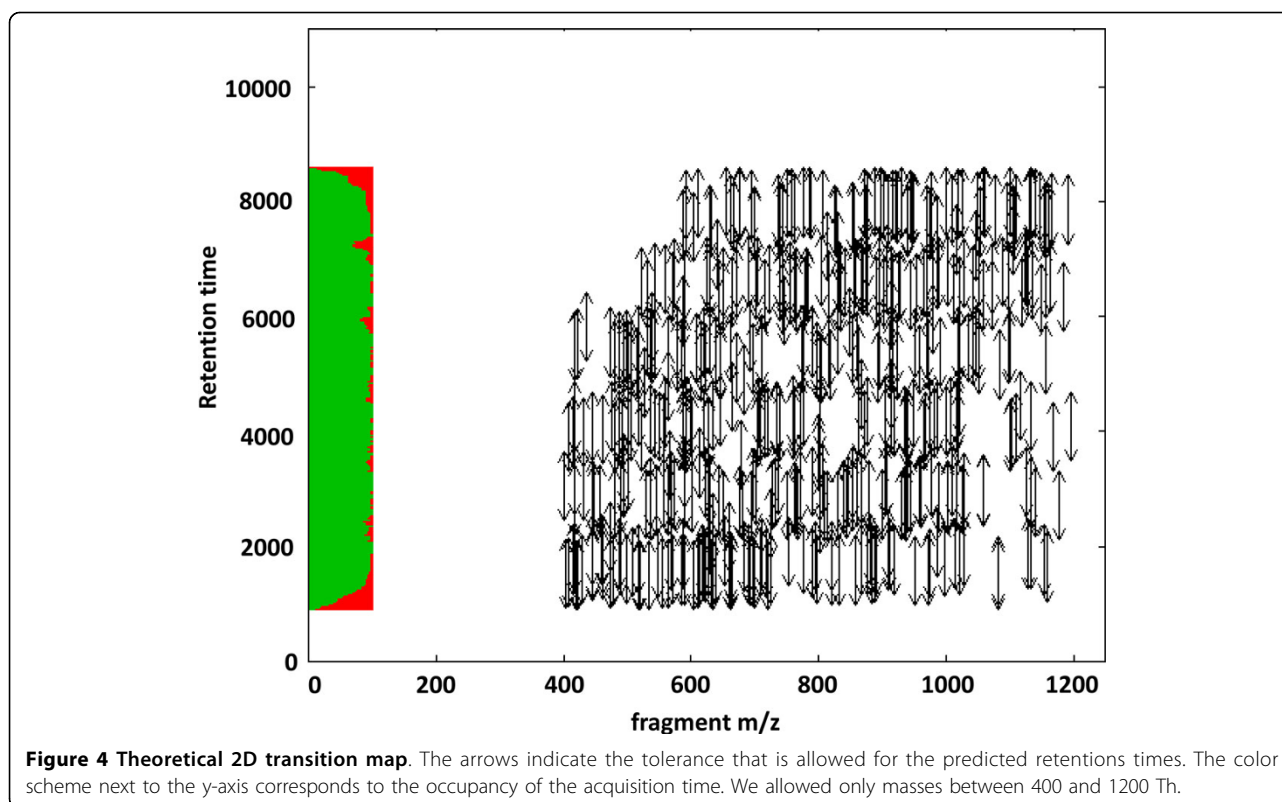 10000
8000
6000
4000
2000
0
Retention time
0 200 400 600 800 1000 1200
fragment m/z
Figure 4 Theoretical 2D transition map. The arrows indicate the tolerance that is allowed for the predicted retentions times. The color
scheme next to the y-axis corresponds to the occupancy of the acquisition time. We allowed only masses between 400 and 1200 Th.